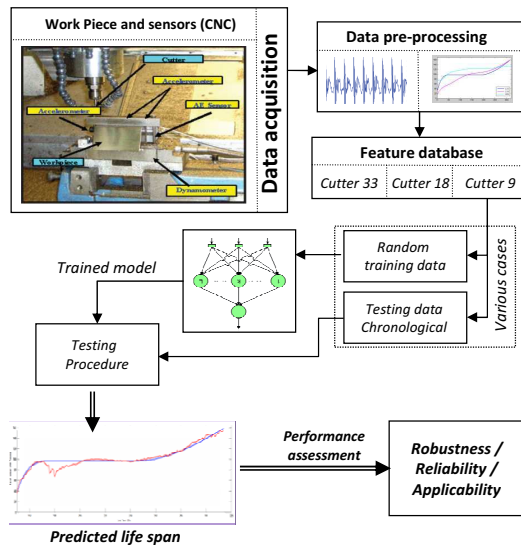 Work Piece and sensors (CNC)
Cutter
Accelerometer
Accelerometer
AE Sensor
Workpiece
Dynamometer
Data acquisition
Data pre-processing
Feature database
Cutter 33
Cutter 18
Cutter 9
Random
training data
Testing data
Chronological
Various cases
Trained model
Testing
Procedure
Predicted life span
Performance
assessment
Robustness /
Reliability /
Applicability